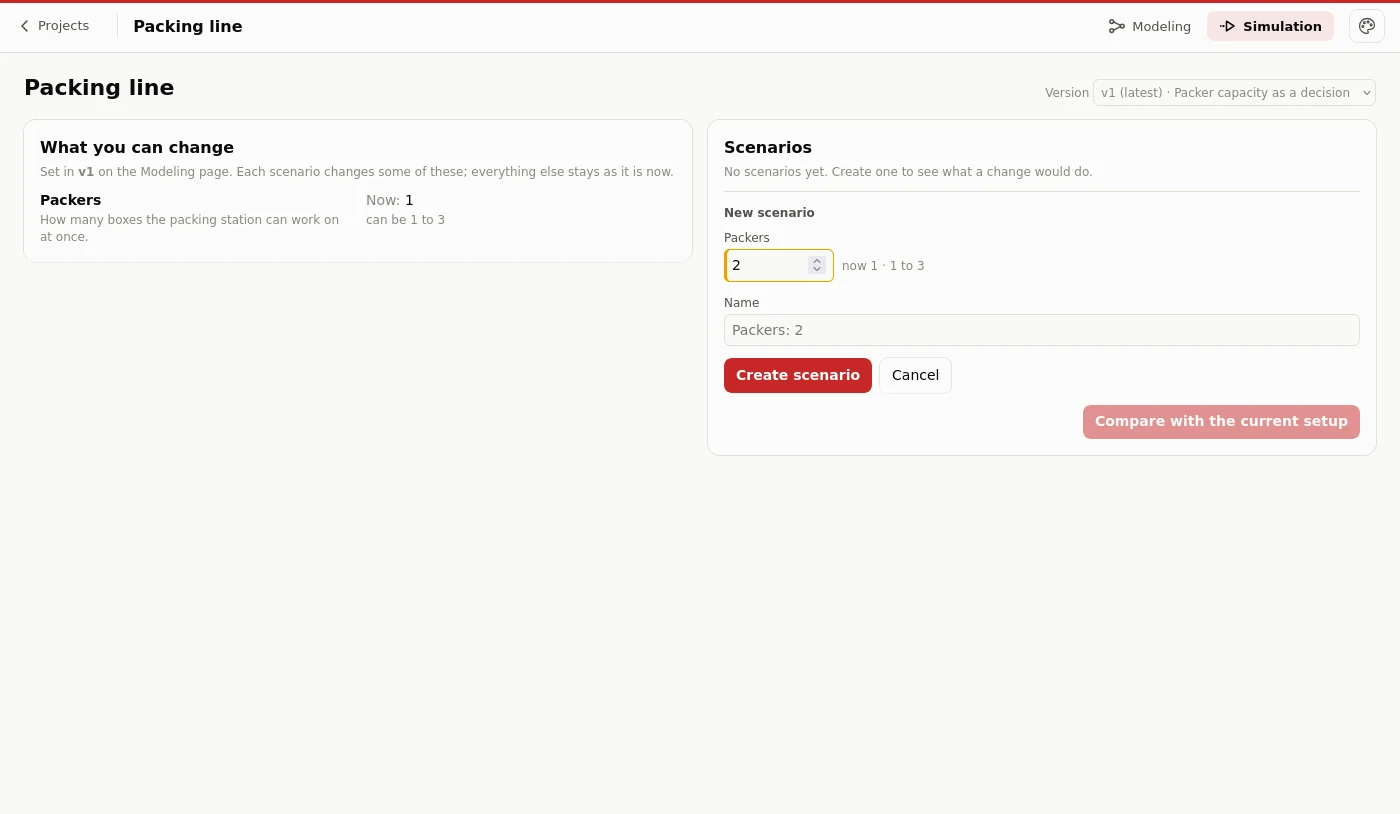 Projects
Packing line
Modeling
Simulation
Packing line
Version
v1 (latest) · Packer capacity as a decision
What you can change
Set in v1 on the Modeling page. Each scenario changes some of these; everything else stays as it is now.
Packers
Now: 1
How many boxes the packing station can work on
at once.
can be 1 to 3
Scenarios
No scenarios yet. Create one to see what a change would do.
New scenario
Packers
2
now 1 · 1 to 3
Name
Packers: 2
Create scenario
Cancel
Compare with the current setup